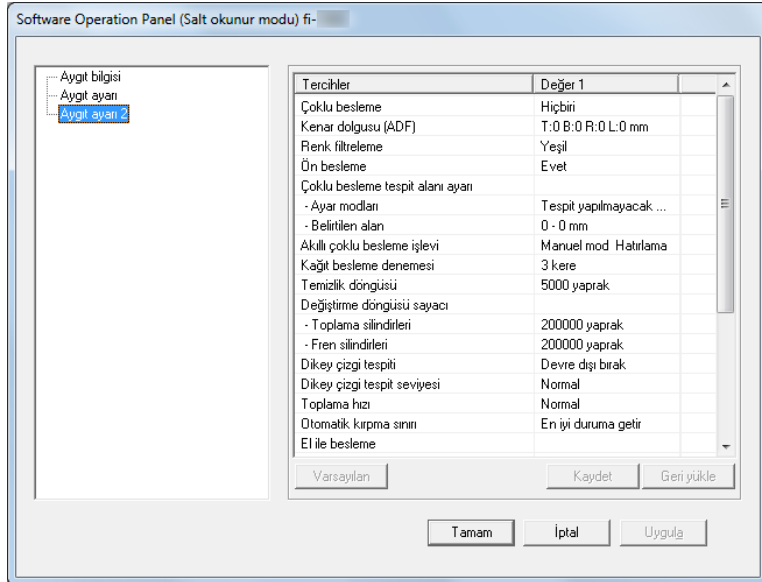 Software Operation Panel (Salt okunur modu) fi-
Aygıt bilgisi
Aygıt ayarı
Aygıt ayarı 2
Tercihler Değer 1
Çoklu besleme Hiçbiri
Kenar dolgusu (ADF) T:0 B:0 R:0 L:0 mm
Renk filtreleme Yeşil
Ön besleme Evet
Çoklu besleme tespit alanı ayarı
- Ayar modları Tespit yapılmayacak ...
- Belirtilen alan 0 - 0 mm
Akıllı çoklu besleme işlevi Manuel mod Hatırlama
Kağıt besleme denemesi 3 kere
Temizlik döngüsü 5000 yaprak
Değiştirme döngüsü sayacı
- Toplama silindirleri 200000 yaprak
- Fren silindirleri 200000 yaprak
Dikey çizgi tespiti Devre dışı bırak
Dikey çizgi tespit seviyesi Normal
Toplama hızı Normal
Otomatik kırpma sınırı En iyi duruma getir
El ile besleme
Varsayılan Kaydet Geri yükle
Tamam İptal Uygula